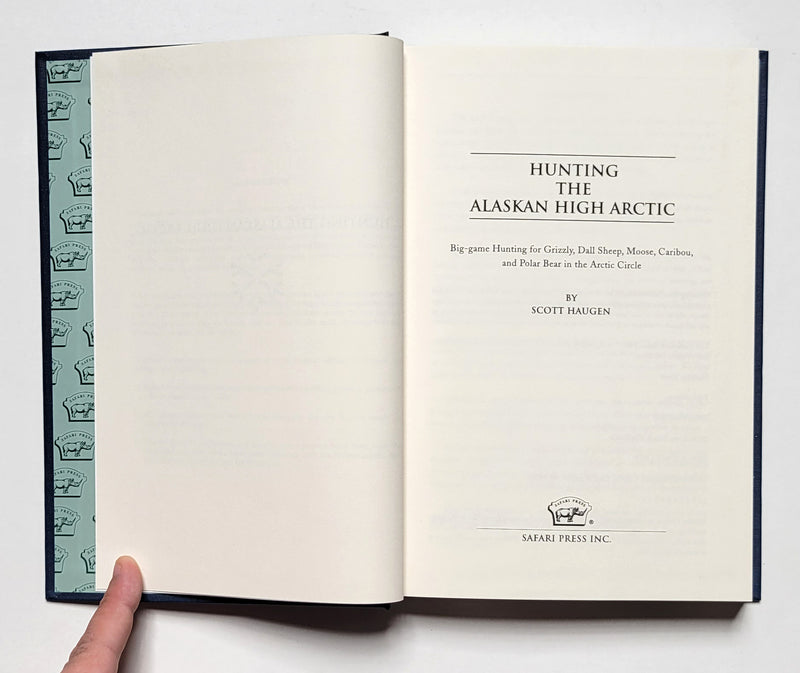 HUNTING
THE
ALASKAN HIGH ARCTIC
Big-game Hunting for Grizzly, Dall Sheep, Moose, Caribou,
and Polar Bear in the Arctic Circle
BY
SCOTT HAUGEN
SAFARI PRESS
®
SAFARI PRESS INC.